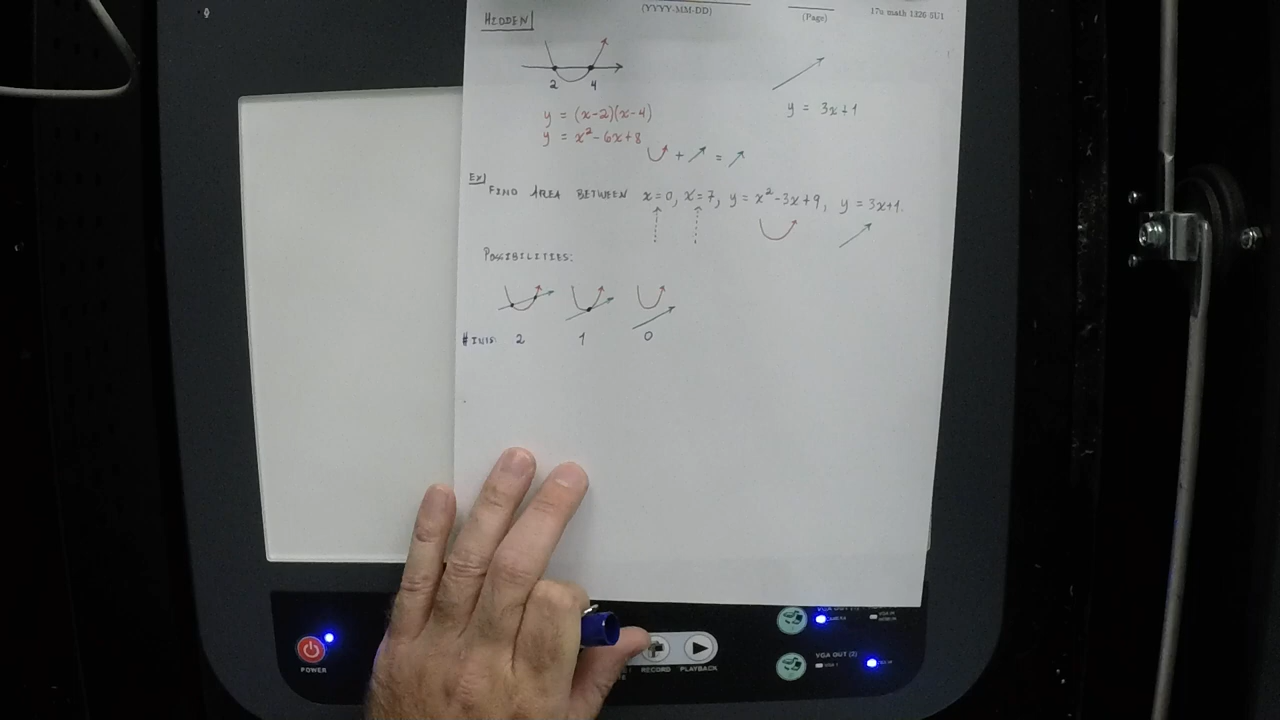 (YYYY-MM-DD)
(Page)
17u math 1326 SU1
HIDDEN
2 4
y = (x-2)(x-4)
y = x²-6x+8
y = 3x+1
+ =
Ex
FIND AREA BETWEEN x=0, x=7, y=x²-3x+9, y=3x+1.
POSSIBILITIES:
# INTS 2 1 0
POWER
RECORD
PLAYBACK
VGA OUT (2)